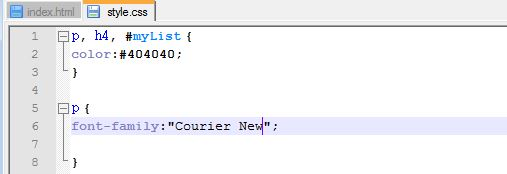 index.html style.css
1 p, h4, #myList {
2 color:#404040;
3 }
4
5 p {
6 font-family:"Courier New";
7
8 }